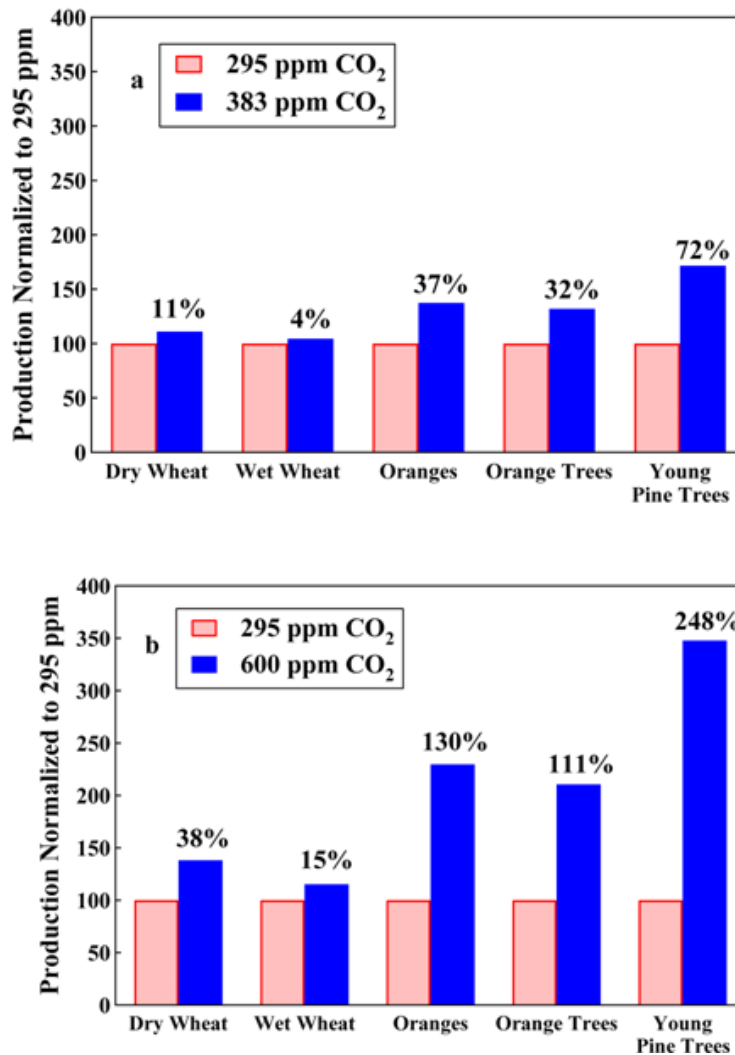 400
350
300
250
200
150
100
50
0
Production Normalized to 295 ppm
a
295 ppm CO₂
383 ppm CO₂
11%
4%
37%
32%
72%
Dry Wheat
Wet Wheat
Oranges
Orange Trees
Young
Pine Trees
400
350
300
250
200
150
100
50
0
Production Normalized to 295 ppm
b
295 ppm CO₂
600 ppm CO₂
38%
15%
130%
111%
248%
Dry Wheat
Wet Wheat
Oranges
Orange Trees
Young
Pine Trees